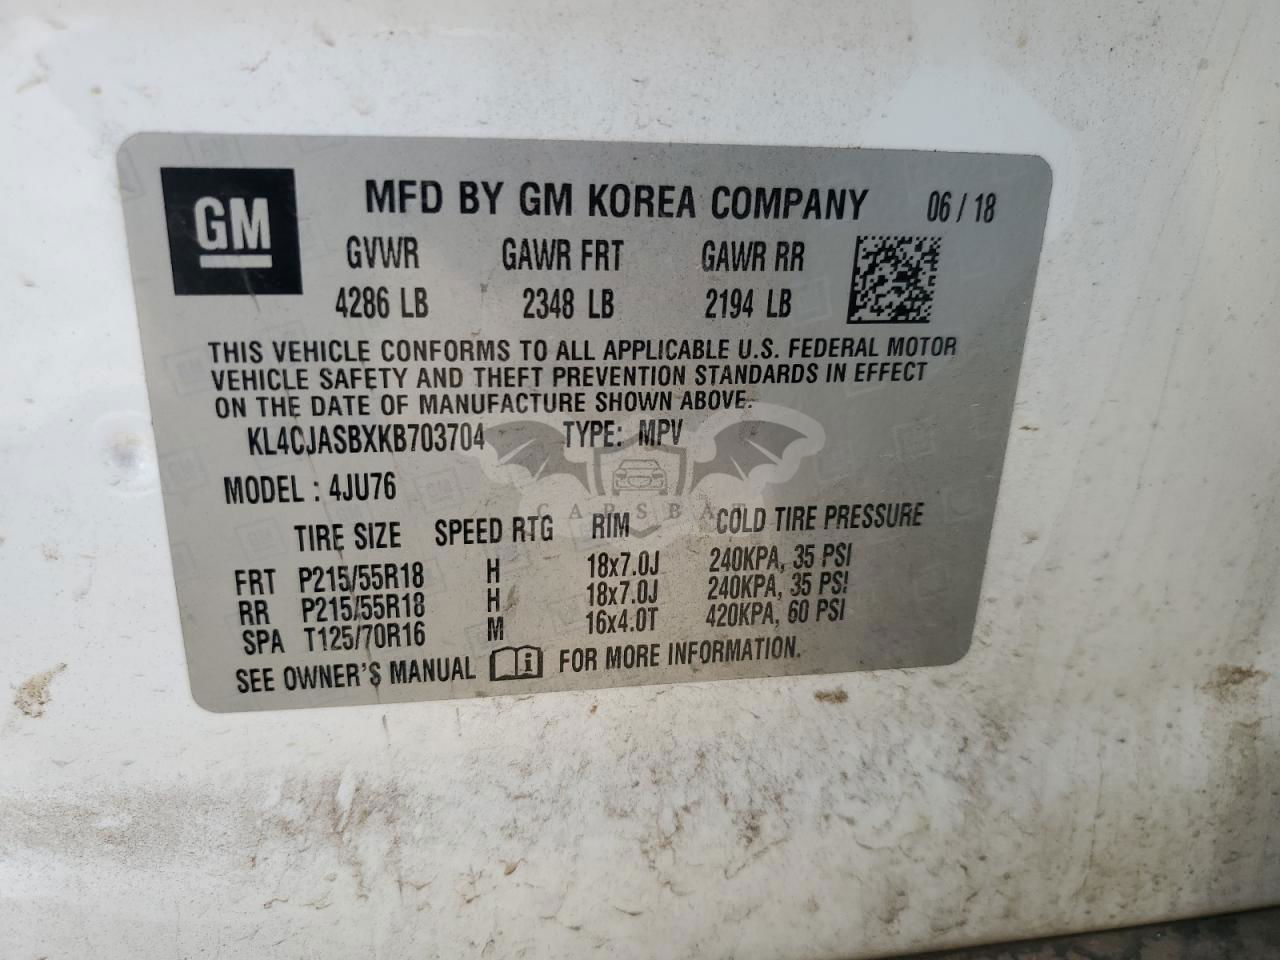 GM
MFD BY GM KOREA COMPANY 06 / 18
GVWR GAWR FRT GAWR RR
4286 LB 2348 LB 2194 LB
THIS VEHICLE CONFORMS TO ALL APPLICABLE U.S. FEDERAL MOTOR
VEHICLE SAFETY AND THEFT PREVENTION STANDARDS IN EFFECT
ON THE DATE OF MANUFACTURE SHOWN ABOVE.
KL4CJASBXKB703704 TYPE: MPV
MODEL : 4JU76
TIRE SIZE SPEED RTG RIM COLD TIRE PRESSURE
FRT P215/55R18 H 18x7.0J 240KPA, 35 PSI
RR P215/55R18 H 18x7.0J 240KPA, 35 PSI
SPA T125/70R16 M 16x4.0T 420KPA, 60 PSI
SEE OWNER'S MANUAL i FOR MORE INFORMATION.